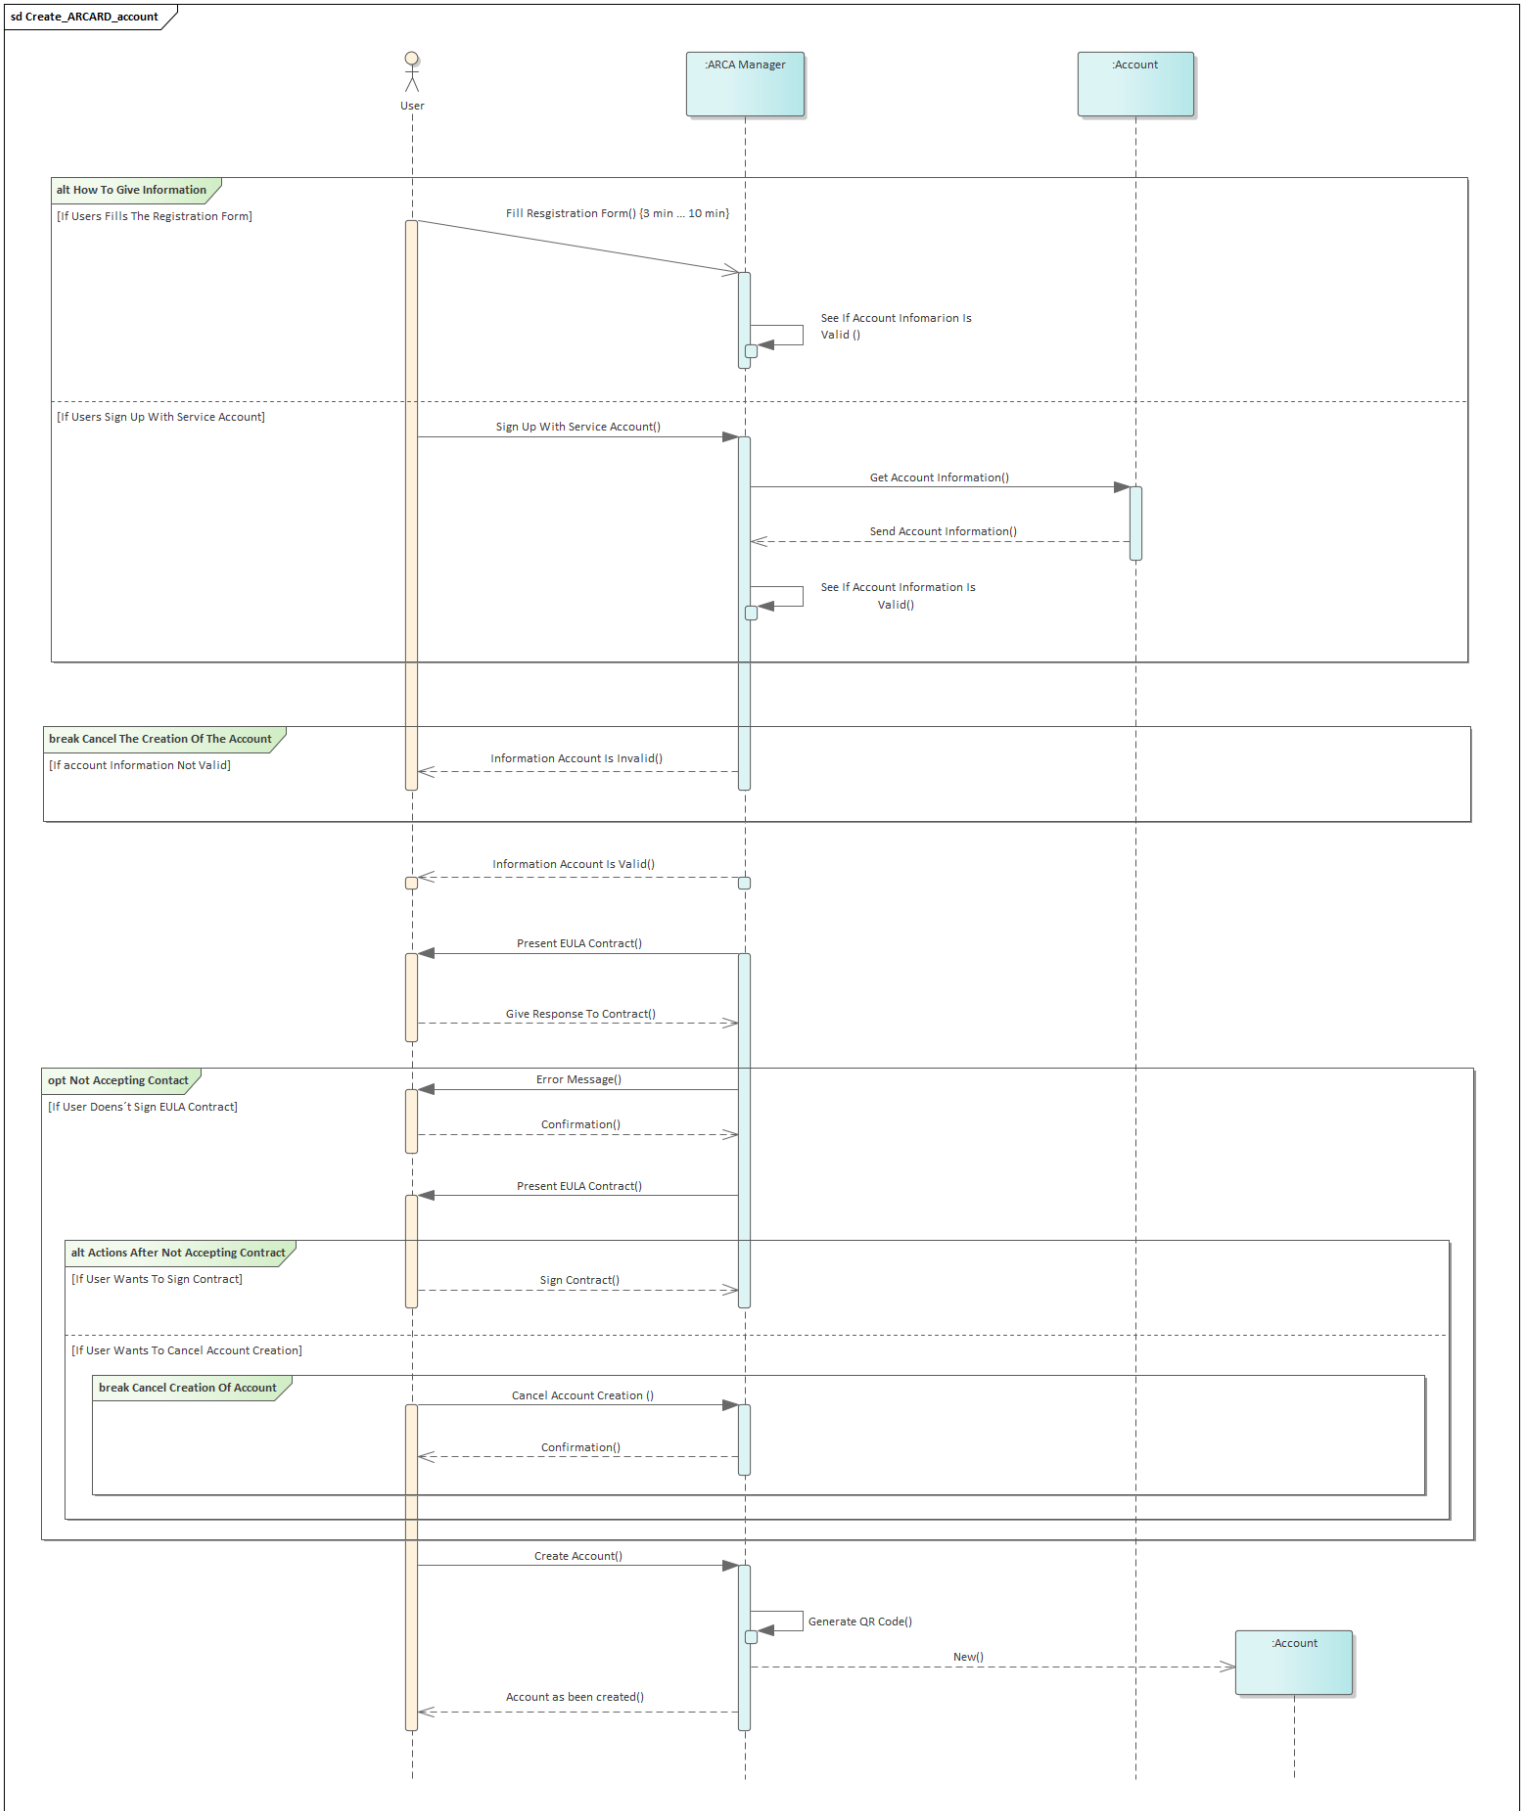 sd Create_ARCARD_account
User
:ARCA Manager
:Account
alt How To Give Information
[If Users Fills The Registration Form]
Fill Resgistration Form() {3 min ... 10 min}
See If Account Infomarion Is
Valid ()
[If Users Sign Up With Service Account]
Sign Up With Service Account()
Get Account Information()
Send Account Information()
See If Account Information Is
Valid()
break Cancel The Creation Of The Account
[If account Information Not Valid]
Information Account Is Invalid()
Information Account Is Valid()
Present EULA Contract()
Give Response To Contract()
opt Not Accepting Contact
[If User Doens´t Sign EULA Contract]
Error Message()
Confirmation()
Present EULA Contract()
alt Actions After Not Accepting Contract
[If User Wants To Sign Contract]
Sign Contract()
[If User Wants To Cancel Account Creation]
break Cancel Creation Of Account
Cancel Account Creation ()
Confirmation()
Create Account()
Generate QR Code()
:Account
New()
Account as been created()